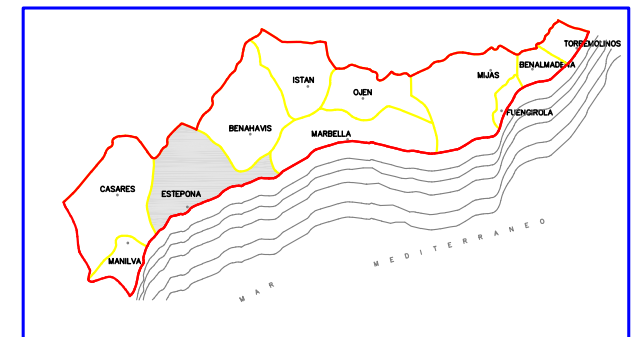 TORREMOLINOS
BENALMADENA
MIJAS
ISTAN
OJEN
FUENGIROLA
BENAHAVIS
MARBELLA
CASARES
ESTEPONA
MANILVA
MAR MEDITERRANEO